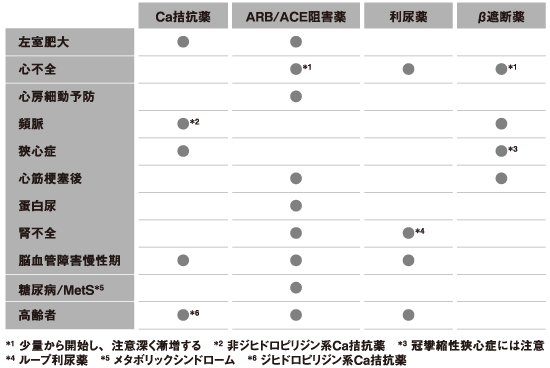 Ca拮抗薬 ARB/ACE阻害薬 利尿薬 β遮断薬
左室肥大 ● ●
心不全 ●*1 ● ●*1
心房細動予防 ●
頻脈 ●*2 ●
狭心症 ● ●*3
心筋梗塞後 ● ●
蛋白尿 ●
腎不全 ● ●*4
脳血管障害慢性期 ● ● ●
糖尿病/MetS*5 ●
高齢者 ●*6 ● ●
*1 少量から開始し、注意深く漸増する *2 非ジヒドロピリジン系Ca拮抗薬 *3 冠攣縮性狭心症には注意
*4 ループ利尿薬 *5 メタボリックシンドローム *6 ジヒドロピリジン系Ca拮抗薬